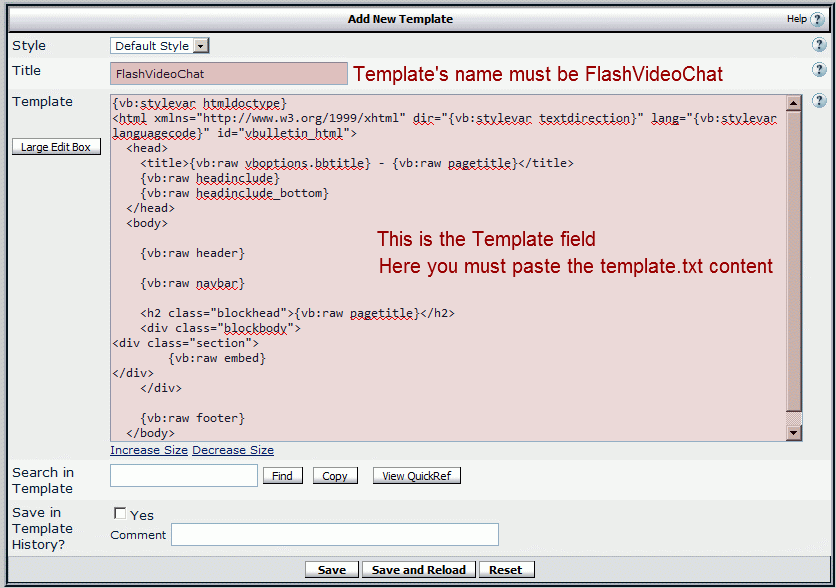 Add New Template
Help ?
Style
Default Style
?
Title
FlashVideoChat
Template's name must be FlashVideoChat
?
Template
{vb:stylevar htmldoctype}
?
<html xmlns="http://www.w3.org/1999/xhtml" dir="{vb:stylevar textdirection}" lang="{vb:stylevar
languagecode}" id="vbulletin_html">
Large Edit Box
<head>
<title>{vb:raw vboptions.bbtitle} - {vb:raw pagetitle}</title>
{vb:raw headinclude}
{vb:raw headinclude_bottom}
</head>
<body>
This is the Template field
{vb:raw header}
Here you must paste the template.txt content
{vb:raw navbar}
<h2 class="blockhead">{vb:raw pagetitle}</h2>
<div class="blockbody">
<div class="section">
{vb:raw embed}
</div>
</div>
{vb:raw footer}
</body>
Increase Size Decrease Size
Search in
Template
Find
Copy
View QuickRef
Save in
Template
History?
Yes
Comment
Save
Save and Reload
Reset